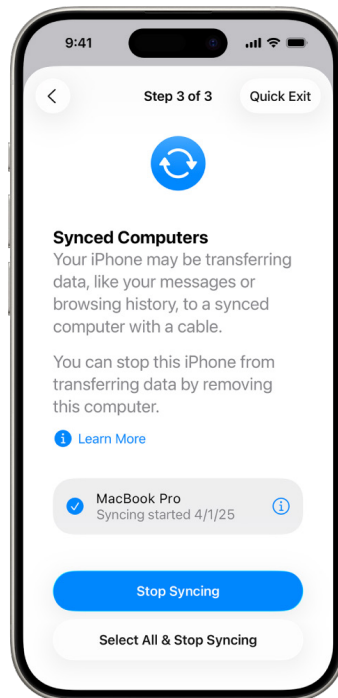 9:41
Step 3 of 3
Quick Exit
Synced Computers
Your iPhone may be transferring
data, like your messages or
browsing history, to a synced
computer with a cable.
You can stop this iPhone from
transferring data by removing
this computer.
Learn More
MacBook Pro
Syncing started 4/1/25
Stop Syncing
Select All & Stop Syncing